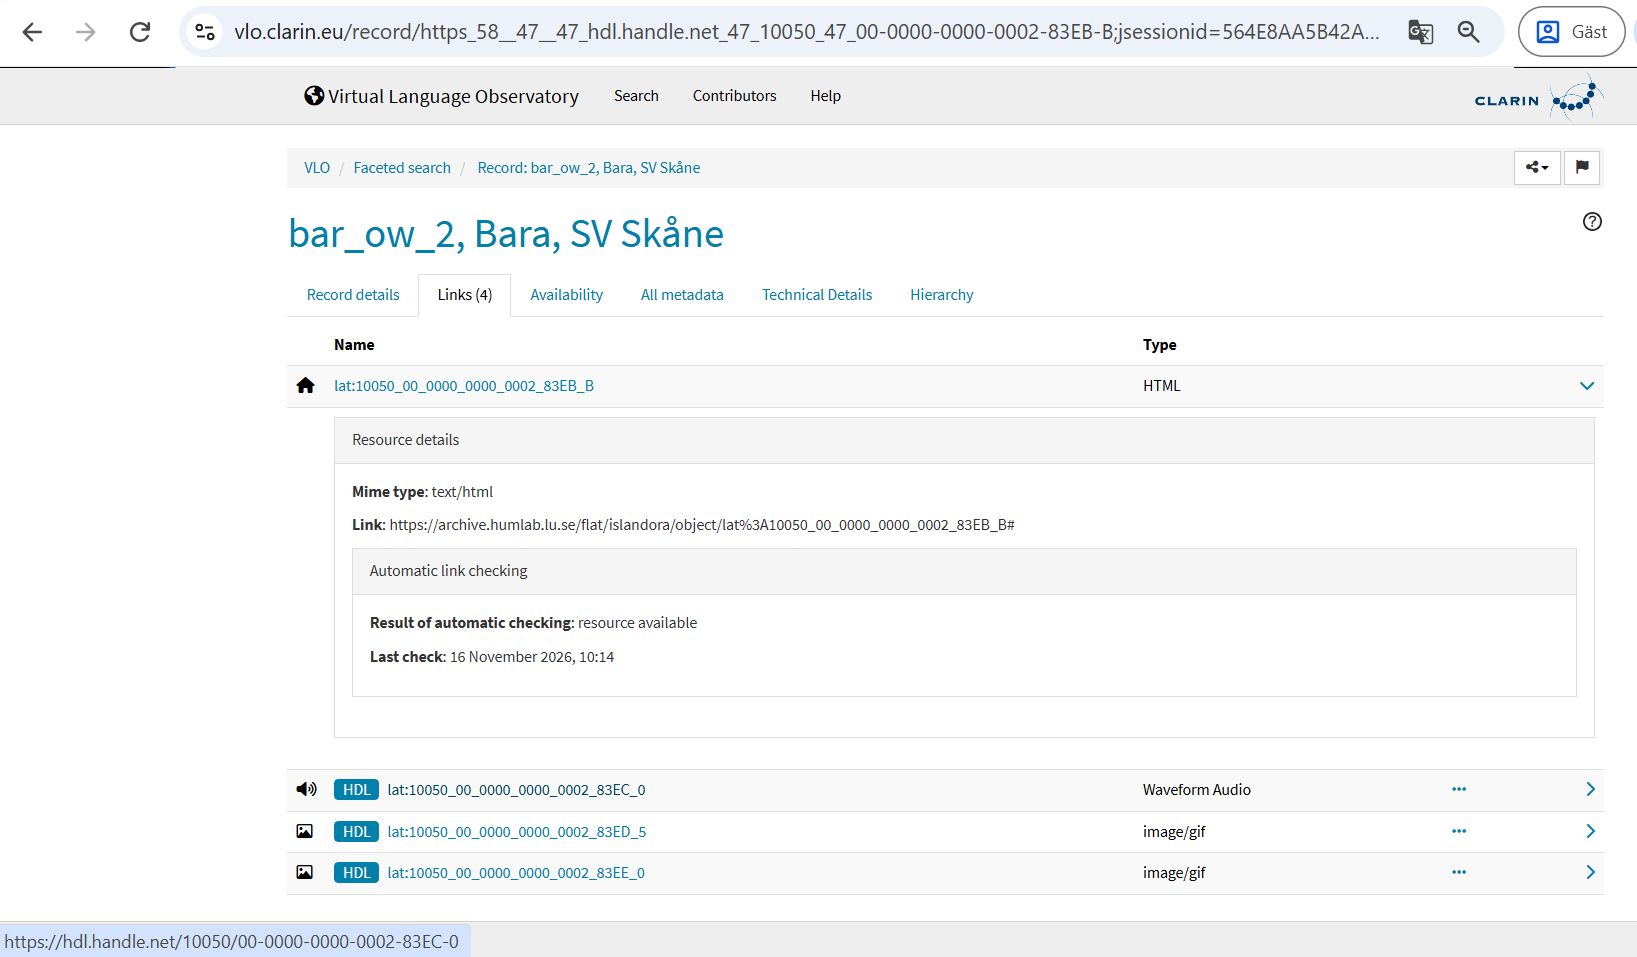 vlo.clarin.eu/record/https_58__47__47_hdl.handle.net_47_10050_47_00-0000-0000-0002-83EB-B;jsessionid=564E8AA5B42A...
Gäst
Virtual Language Observatory Search Contributors Help
CLARIN
VLO / Faceted search / Record: bar_ow_2, Bara, SV Skåne
bar_ow_2, Bara, SV Skåne
Record details Links (4) Availability All metadata Technical Details Hierarchy
Name Type
lat:10050_00_0000_0000_0002_83EB_B HTML
Resource details
Mime type: text/html
Link: https://archive.humlab.lu.se/flat/islandora/object/lat%3A10050_00_0000_0000_0002_83EB_B#
Automatic link checking
Result of automatic checking: resource available
Last check: 16 November 2026, 10:14
HDL lat:10050_00_0000_0000_0002_83EC_0 Waveform Audio ...
HDL lat:10050_00_0000_0000_0002_83ED_5 image/gif ...
HDL lat:10050_00_0000_0000_0002_83EE_0 image/gif ...
https://hdl.handle.net/10050/00-0000-0000-0002-83EC-0